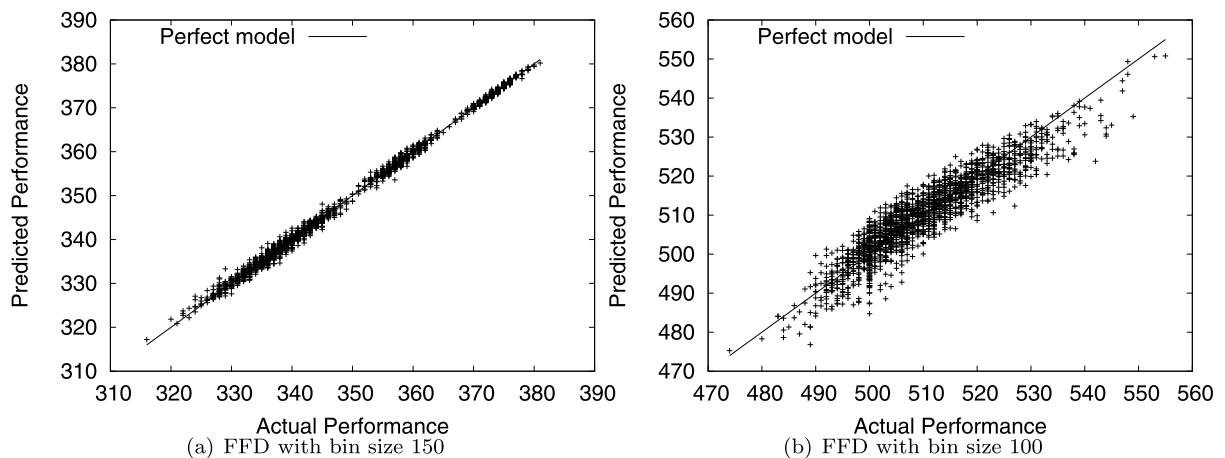 390
380
370
360
350
340
330
320
310
310 320 330 340 350 360 370 380 390
Predicted Performance
Actual Performance
Perfect model
(a) FFD with bin size 150
560
550
540
530
520
510
500
490
480
470
470 480 490 500 510 520 530 540 550 560
Predicted Performance
Actual Performance
Perfect model
(b) FFD with bin size 100